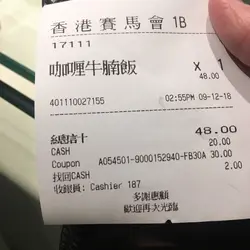 香港賽馬會 1B
17111
咖喱牛腩飯 X 1
48.00
401110027155 02:55PM 09-12-18
總結十 48.00
CASH 20.00
Coupon A054501-9000152940-FB30A 30.00
找回CASH 2.00
收銀員: Cashier 187
多謝惠顧
歡迎再次光臨